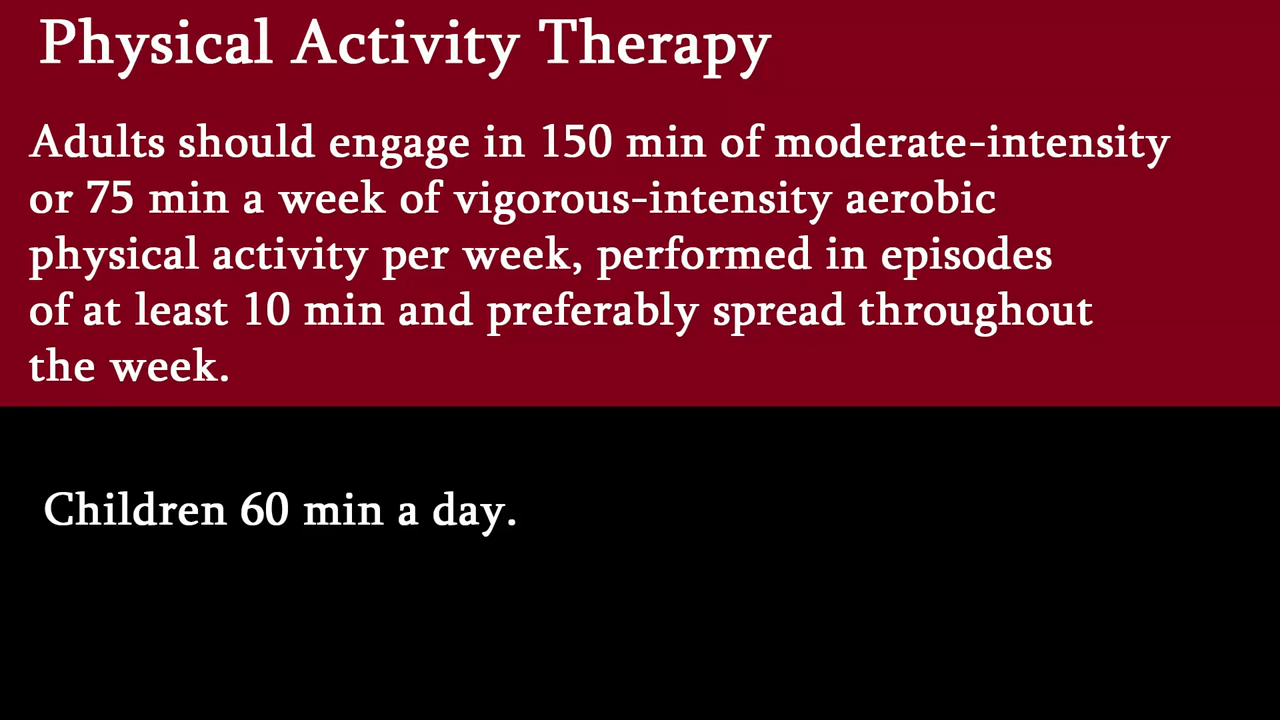 Physical Activity Therapy
Adults should engage in 150 min of moderate-intensity
or 75 min a week of vigorous-intensity aerobic
physical activity per week, performed in episodes
of at least 10 min and preferably spread throughout
the week.
Children 60 min a day.